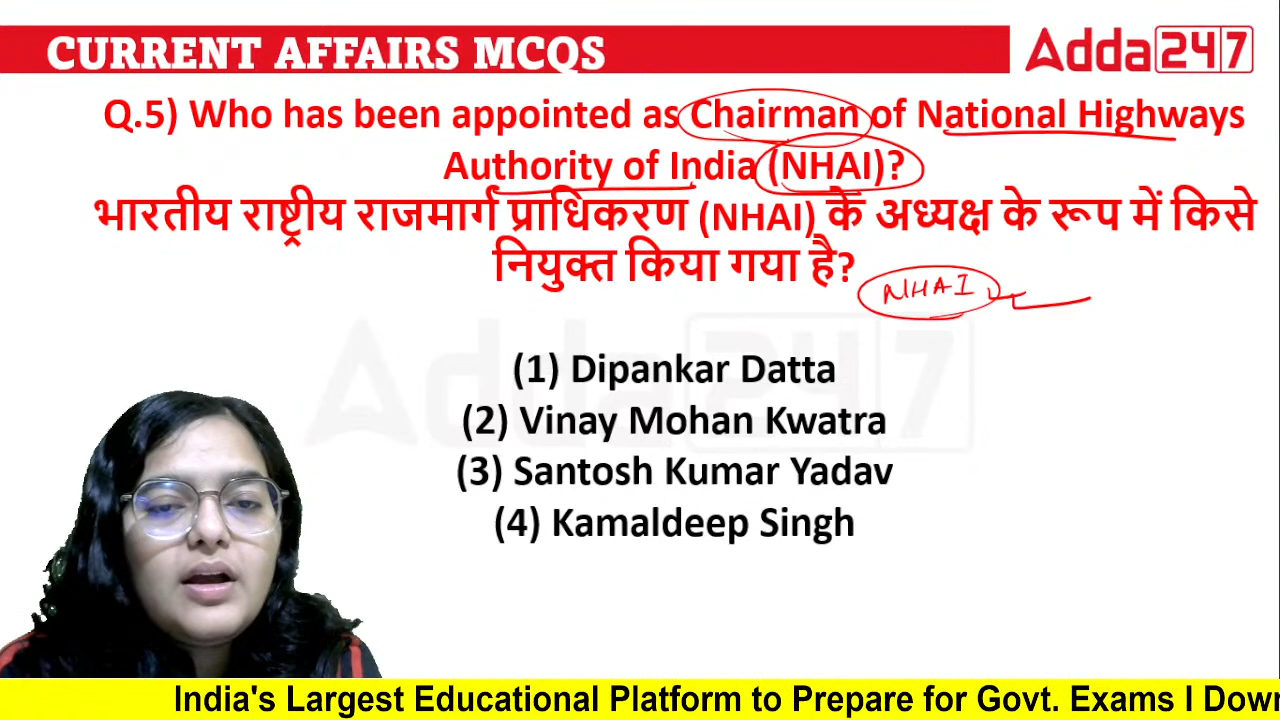 CURRENT AFFAIRS MCQS
Adda247
Q.5) Who has been appointed as Chairman of National Highways
Authority of India (NHAI)?
भारतीय राष्ट्रीय राजमार्ग प्राधिकरण (NHAI) के अध्यक्ष के रूप में किसे
नियुक्त किया गया है?
NHAI
Adda247
(1) Dipankar Datta
(2) Vinay Mohan Kwatra
(3) Santosh Kumar Yadav
(4) Kamaldeep Singh
India's Largest Educational Platform to Prepare for Govt. Exams I Down